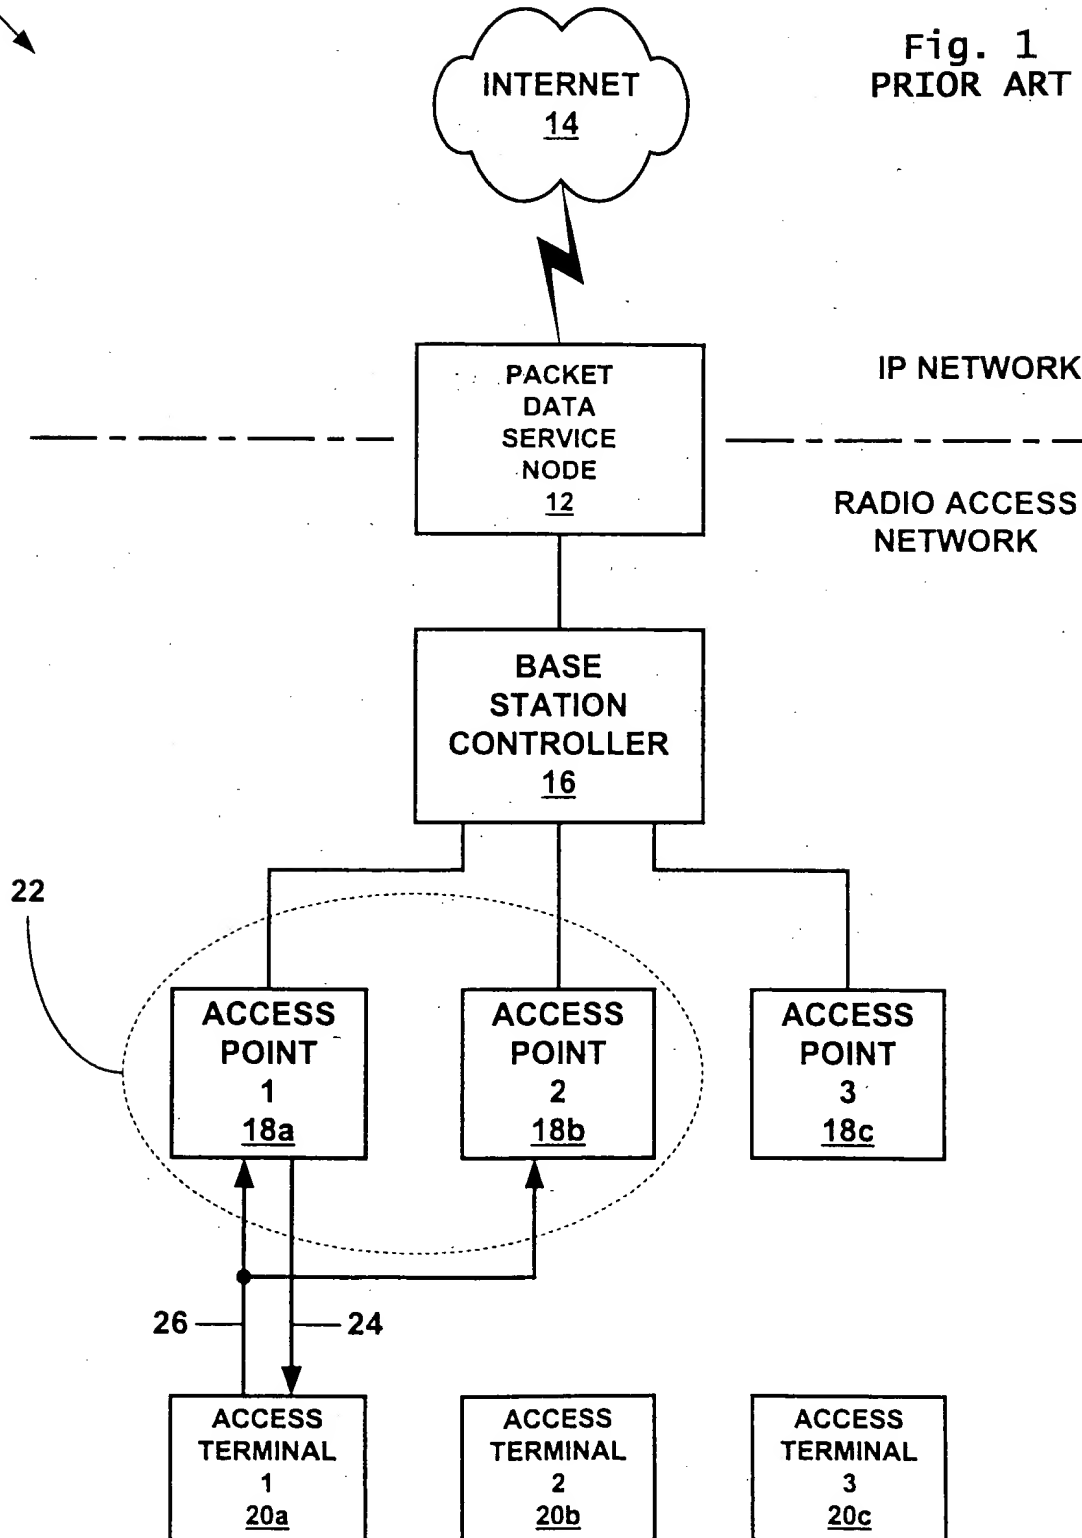 Fig. 1
PRIOR ART
INTERNET
14
IP NETWORK
PACKET
DATA
SERVICE
NODE
12
RADIO ACCESS
NETWORK
BASE
STATION
CONTROLLER
16
22
ACCESS
POINT
1
18a
ACCESS
POINT
2
18b
ACCESS
POINT
3
18c
26
24
ACCESS
TERMINAL
1
20a
ACCESS
TERMINAL
2
20b
ACCESS
TERMINAL
3
20c